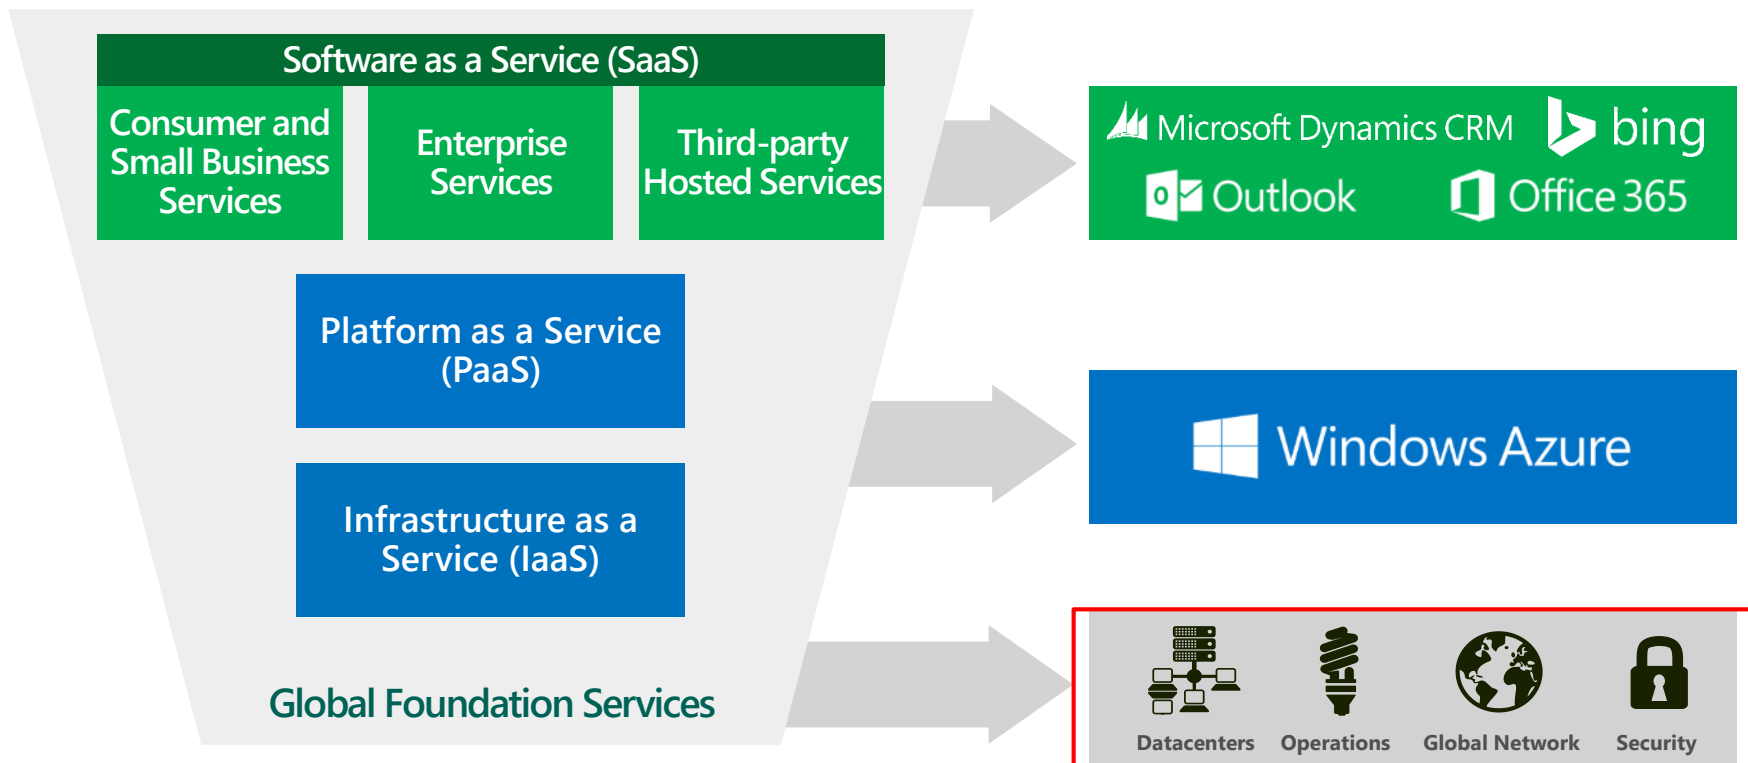 Software as a Service (SaaS)
Consumer and
Small Business
Services
Enterprise
Services
Third-party
Hosted Services
Microsoft Dynamics CRM
bing
Outlook
Office 365
Platform as a Service
(PaaS)
Windows Azure
Infrastructure as a
Service (IaaS)
Global Foundation Services
Datacenters
Operations
Global Network
Security